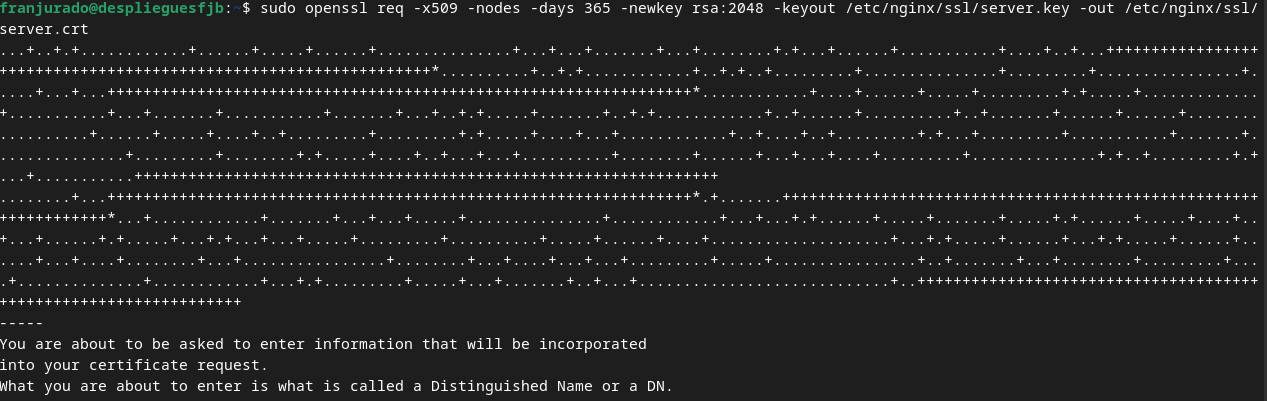 franjurado@desplieguesfjb:~$ sudo openssl req -x509 -nodes -days 365 -newkey rsa:2048 -keyout /etc/nginx/ssl/server.key -out /etc/nginx/ssl/
server.crt
-----
You are about to be asked to enter information that will be incorporated
into your certificate request.
What you are about to enter is what is called a Distinguished Name or a DN.